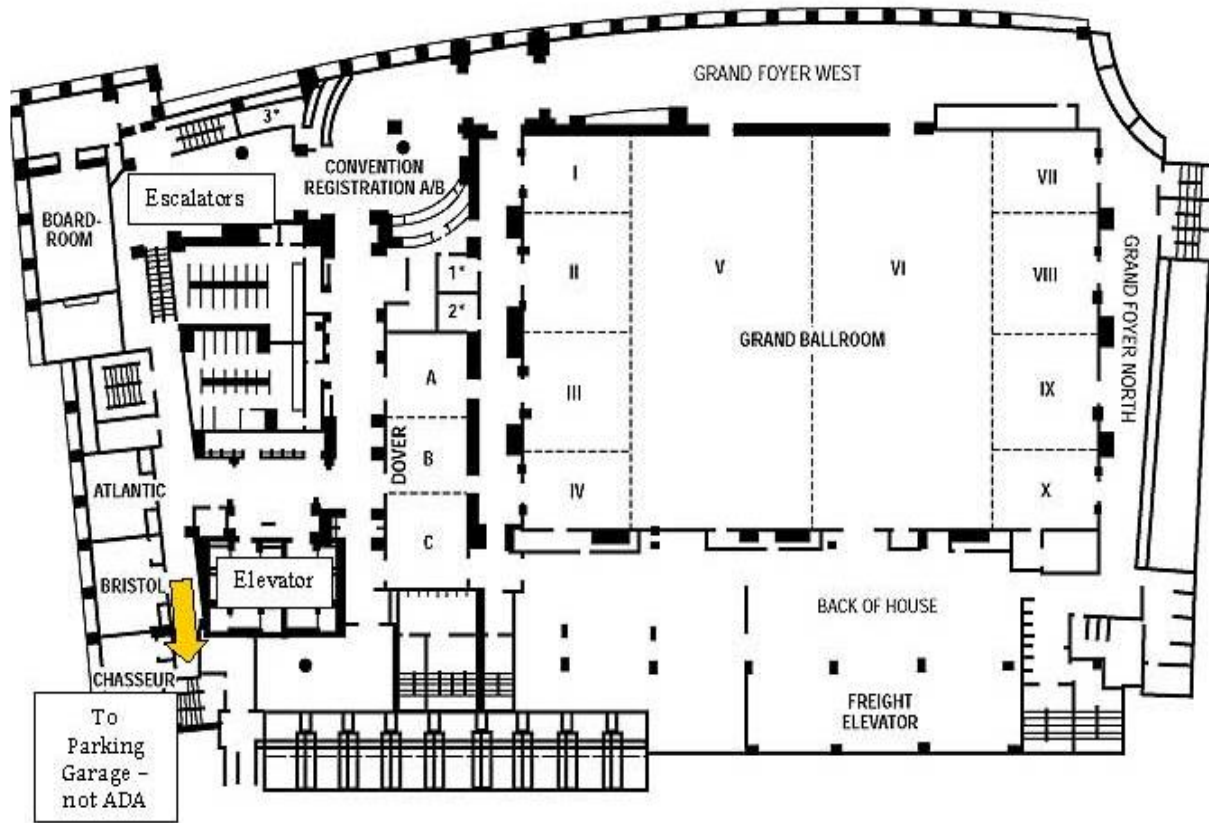 GRAND FOYER WEST
3*
CONVENTION
REGISTRATION A/B
Escalators
BOARD-
ROOM
I
VII
GRAND FOYER NORTH
1*
II
V
VI
VIII
2*
GRAND BALLROOM
A
III
IX
DOVER
B
ATLANTIC
IV
X
C
BRISTOL
Elevator
BACK OF HOUSE
CHASSEUR
FREIGHT
ELEVATOR
To
Parking
Garage –
not ADA